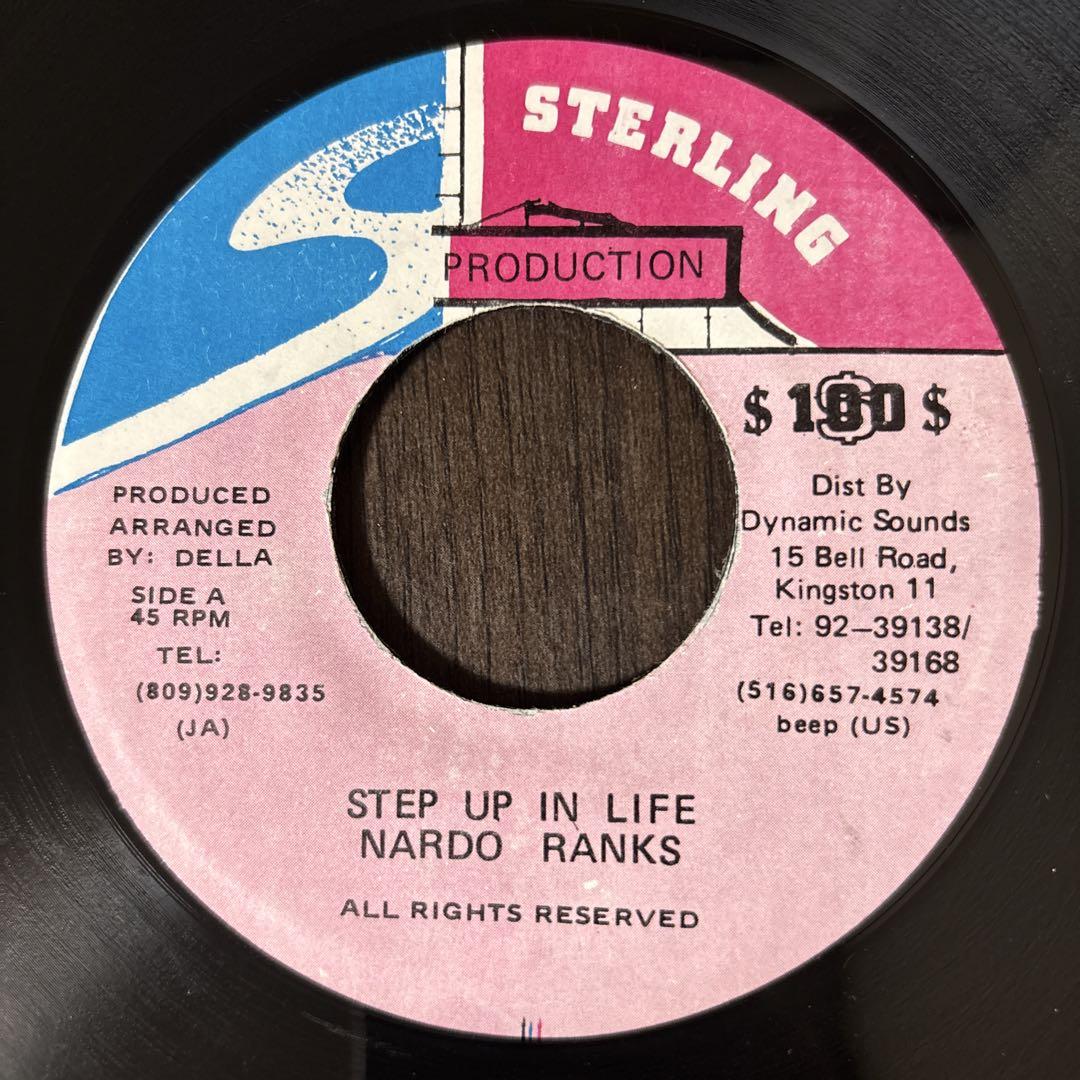 STERLING
PRODUCTION
$ 100 $
PRODUCED
ARRANGED
BY: DELLA
SIDE A
45 RPM
TEL:
(809)928-9835
(JA)
Dist By
Dynamic Sounds
15 Bell Road,
Kingston 11
Tel: 92-39138/
39168
(516)657-4574
beep (US)
STEP UP IN LIFE
NARDO RANKS
ALL RIGHTS RESERVED